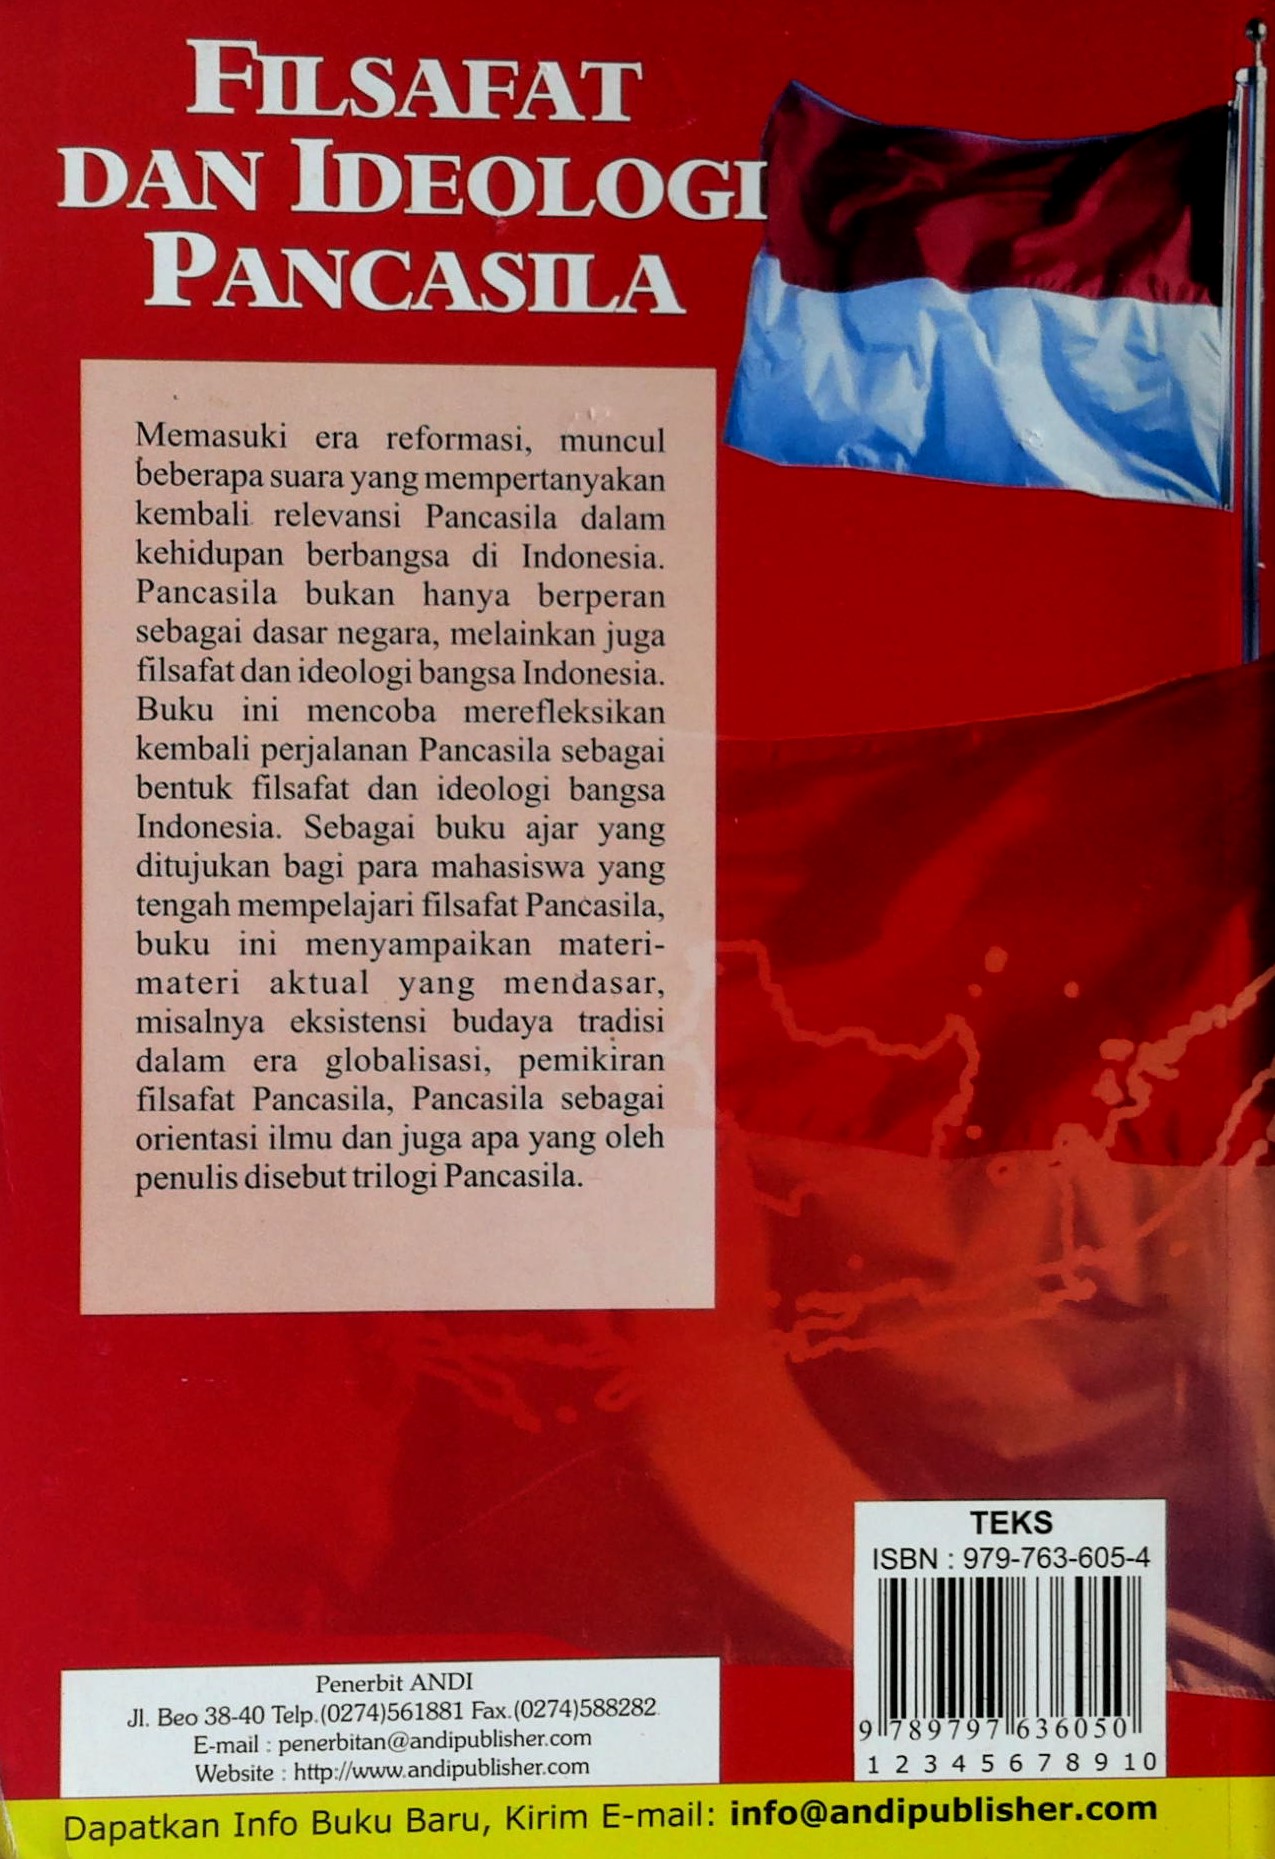 FILSAFAT
DAN IDEOLOGI
PANCASILA
Memasuki era reformasi, muncul
beberapa suara yang mempertanyakan
kembali relevansi Pancasila dalam
kehidupan berbangsa di Indonesia.
Pancasila bukan hanya berperan
sebagai dasar negara, melainkan juga
filsafat dan ideologi bangsa Indonesia.
Buku ini mencoba merefleksikan
kembali perjalanan Pancasila sebagai
bentuk filsafat dan ideologi bangsa
Indonesia. Sebagai buku ajar yang
ditujukan bagi para mahasiswa yang
tengah mempelajari filsafat Pancasila,
buku ini menyampaikan materi-
materi aktual yang mendasar,
misalnya eksistensi budaya tradisi
dalam era globalisasi, pemikiran
filsafat Pancasila, Pancasila sebagai
orientasi ilmu dan juga apa yang oleh
penulis disebut trilogi Pancasila.
TEKS
ISBN : 979-763-605-4
9 789797 636050
1 2 3 4 5 6 7 8 9 10
Penerbit ANDI
Jl. Beo 38-40 Telp.(0274)561881 Fax.(0274)588282
E-mail : penerbitan@andipublisher.com
Website : http://www.andipublisher.com
Dapatkan Info Buku Baru, Kirim E-mail: info@andipublisher.com